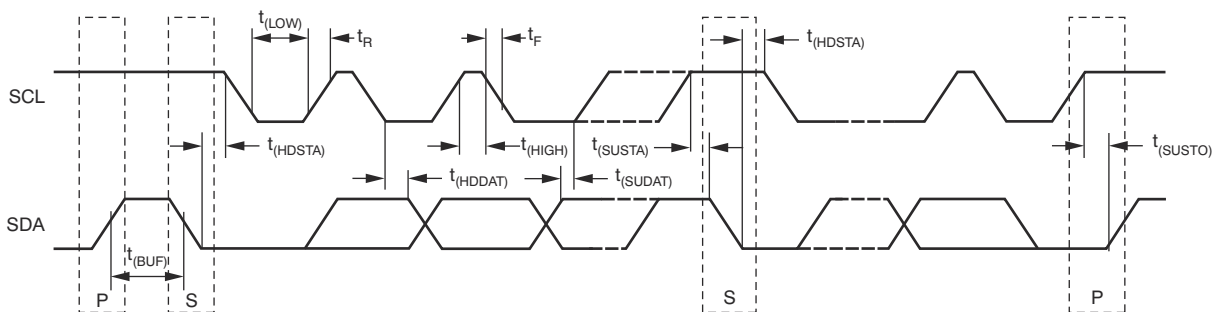 t(LOW)
tR
tF
t(HDSTA)
SCL
t(HDSTA)
t(HIGH)
t(SUSTA)
t(SUSTO)
t(HDDAT)
t(SUDAT)
SDA
t(BUF)
P
S
S
P